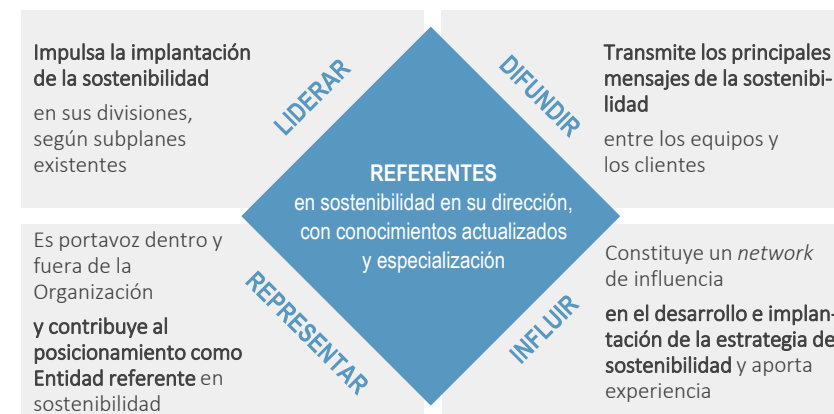 Impulsa la implantación
de la sostenibilidad
en sus divisiones,
según subplanes
existentes
LIDERAR
DIFUNDIR
Transmite los principales
mensajes de la sostenibi-
lidad
entre los equipos y
los clientes
REFERENTES
en sostenibilidad en su dirección,
con conocimientos actualizados
y especialización
Es portavoz dentro y
fuera de la
Organización
y contribuye al
posicionamiento como
Entidad referente en
sostenibilidad
REPRESENTAR
INFLUIR
Constituye un network
de influencia
en el desarrollo e implan-
tación de la estrategia de
sostenibilidad y aporta
experiencia